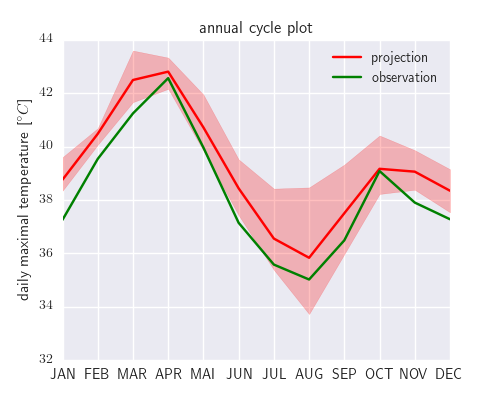 annual cycle plot
projection
observation
daily maximal temperature [°C]
44
42
40
38
36
34
32
JAN FEB MAR APR MAI JUN JUL AUG SEP OCT NOV DEC